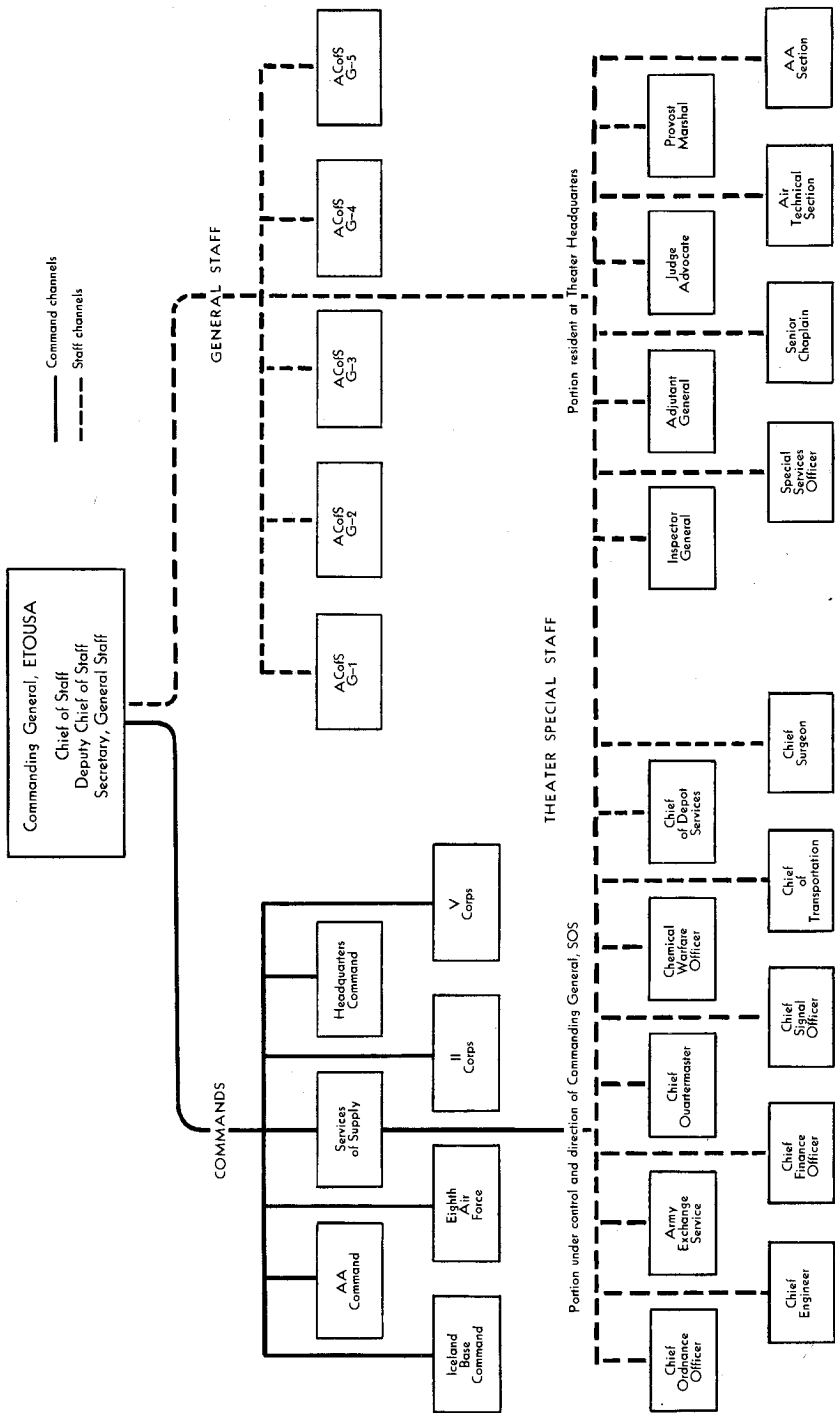 Commanding General, ETOUSA
Chief of Staff
Deputy Chief of Staff
Secretary, General Staff
Command channels
Staff channels
COMMANDS
Iceland
Base
Command
AA
Command
Eighth
Air
Force
Services
of Supply
II
Corps
Headquarters
Command
V
Corps
GENERAL STAFF
ACofS
G-1
ACofS
G-2
ACofS
G-3
ACofS
G-4
ACofS
G-5
THEATER SPECIAL STAFF
Portion under control and direction of Commanding General, SOS
Chief
Ordnance
Officer
Chief
Engineer
Army
Exchange
Service
Chief
Finance
Officer
Chief
Quartermaster
Chief
Signal
Officer
Chemical
Warfare
Officer
Chief
of
Transportation
Chief
of Depot
Services
Chief
Surgeon
Portion resident at Theater Headquarters
Inspector
General
Special
Services
Officer
Adjutant
General
Senior
Chaplain
Judge
Advocate
Air
Technical
Section
Provost
Marshal
AA
Section